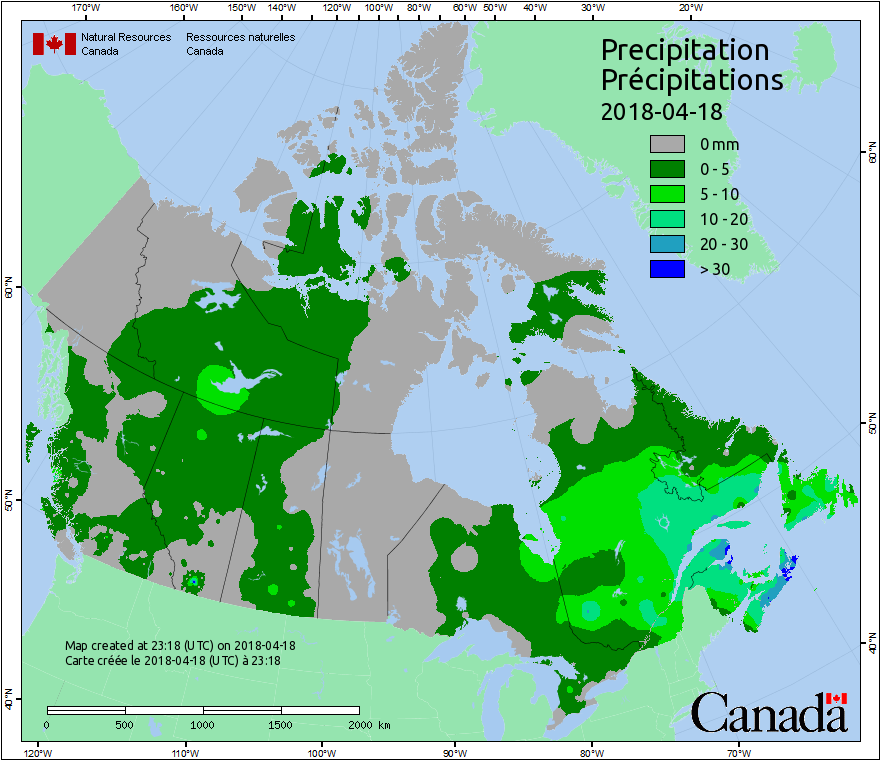 170°W 160°W 150°W 140°W 130°W 120°W 110°W 100°W 90°W 80°W 60°W 50°W 40°W 30°W 20°W
Natural Resources Canada
Ressources naturelles Canada
Precipitation
Précipitations
2018-04-18
0 mm
0 - 5
5 - 10
10 - 20
20 - 30
> 30
60°N
50°N
40°N
60°N
50°N
40°N
Map created at 23:18 (UTC) on 2018-04-18
Carte créée le 2018-04-18 (UTC) à 23:18
0 500 1000 1500 2000 km
Canada
120°W 110°W 100°W 90°W 80°W 70°W